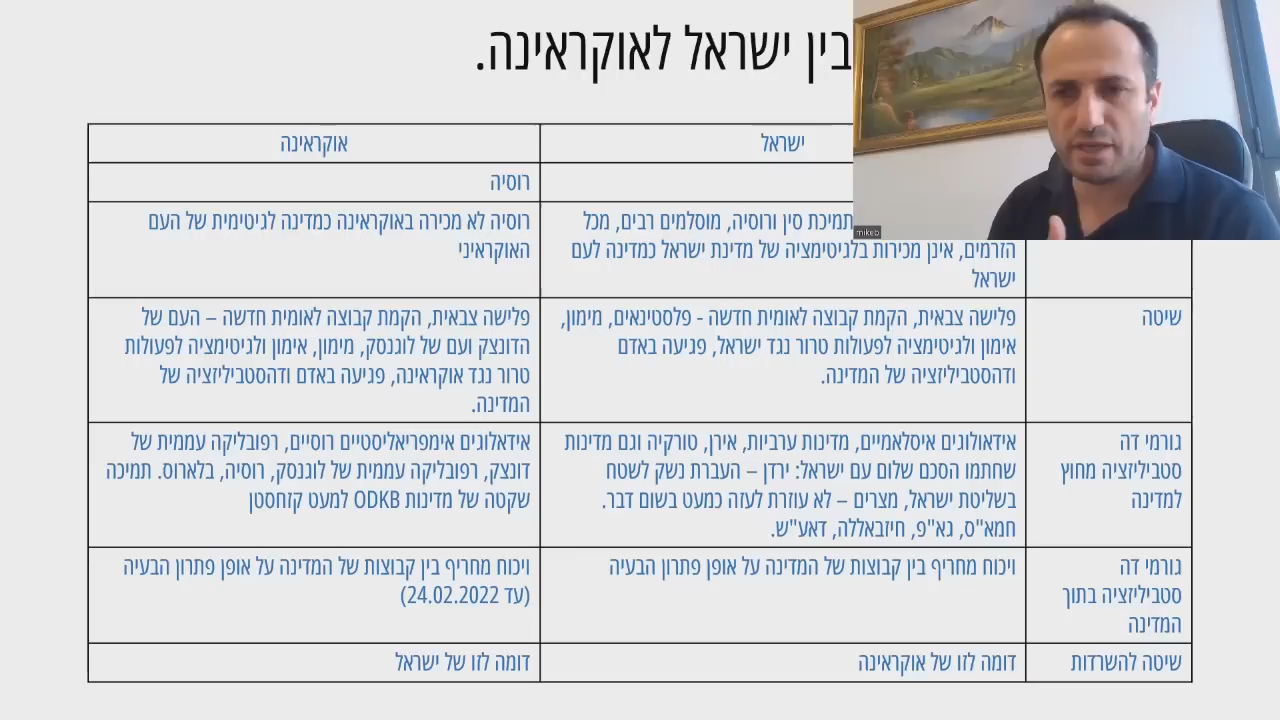 בין ישראל לאוקראינה.
ישראל
אוקראינה
רוסיה
תמיכת סין ורוסיה, מוסלמים רבים, מכל
הזרמים, אינן מכירות בלגיטימציה של מדינת ישראל כמדינה לעם
ישראל
רוסיה לא מכירה באוקראינה כמדינה לגיטימית של העם
האוקראיני
שיטה
פלישה צבאית, הקמת קבוצה לאומית חדשה - פלסטינאים, מימון,
אימון ולגיטימציה לפעולות טרור נגד ישראל, פגיעה באדם
ודהסטביליזציה של המדינה.
פלישה צבאית, הקמת קבוצה לאומית חדשה – העם של
הדונצק ועם של לוגנסק, מימון, אימון ולגיטימציה לפעולות
טרור נגד אוקראינה, פגיעה באדם ודהסטביליזציה של
המדינה.
גורמי דה
סטביליזציה מחוץ
למדינה
אידאולוגים איסלאמיים, מדינות ערביות, אירן, טורקיה וגם מדינות
שחתמו הסכם שלום עם ישראל: ירדן – העברת נשק לשטח
בשליטת ישראל, מצרים – לא עוזרת לעזה כמעט בשום דבר.
חמא"ס, גא"פ, חיזבאללה, דאע"ש.
אידאלוגים אימפריאליסטיים רוסיים, רפובליקה עממית של
דונצק, רפובליקה עממית של לוגנסק, רוסיה, בלארוס. תמיכה
שקטה של מדינות ODKB למעט קזחסטן
גורמי דה
סטביליזציה בתוך
המדינה
ויכוח מחריף בין קבוצות של המדינה על אופן פתרון הבעיה
ויכוח מחריף בין קבוצות של המדינה על אופן פתרון הבעיה
(עד 24.02.2022)
שיטה להשרדות
דומה לזו של אוקראינה
דומה לזו של ישראל
mikeb